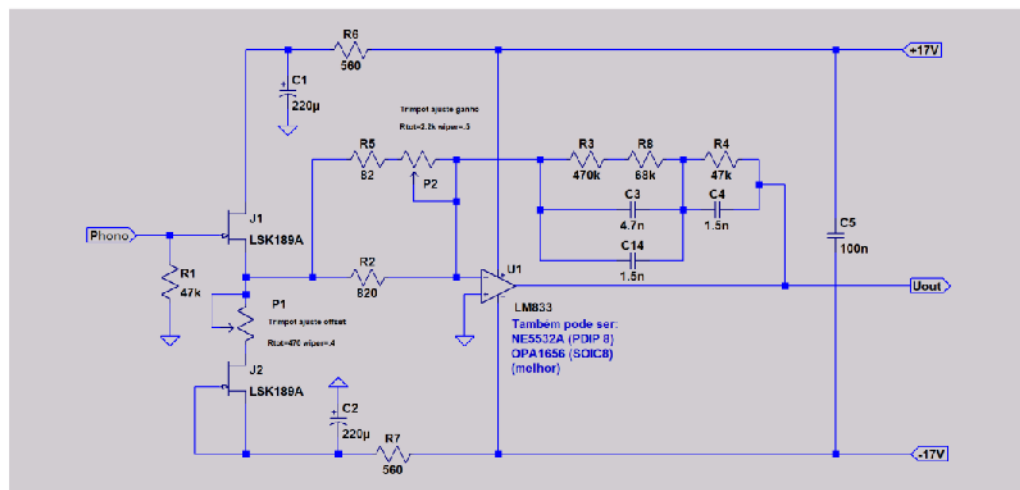 R6
560
+17V
C1
220µ
Trimpot ajuste ganho
Rtot=2.2k wiper=.5
R5
82
P2
R3
470k
R8
68k
R4
47k
C3
4.7n
C4
1.5n
C14
1.5n
C5
100n
Phono
J1
LSK189A
R1
47k
R2
820
U1
LM833
Uout
P1
Trimpot ajuste offset
Rtot=470 wiper=.4
Também pode ser:
NE5532A (PDIP 8)
OPA1656 (SOIC8)
(melhor)
J2
LSK189A
C2
220µ
R7
560
-17V